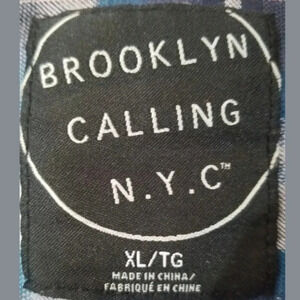 BROOKLYN
CALLING
N.Y.C™
XL/TG
MADE IN CHINA/
FABRIQUÉ EN CHINE